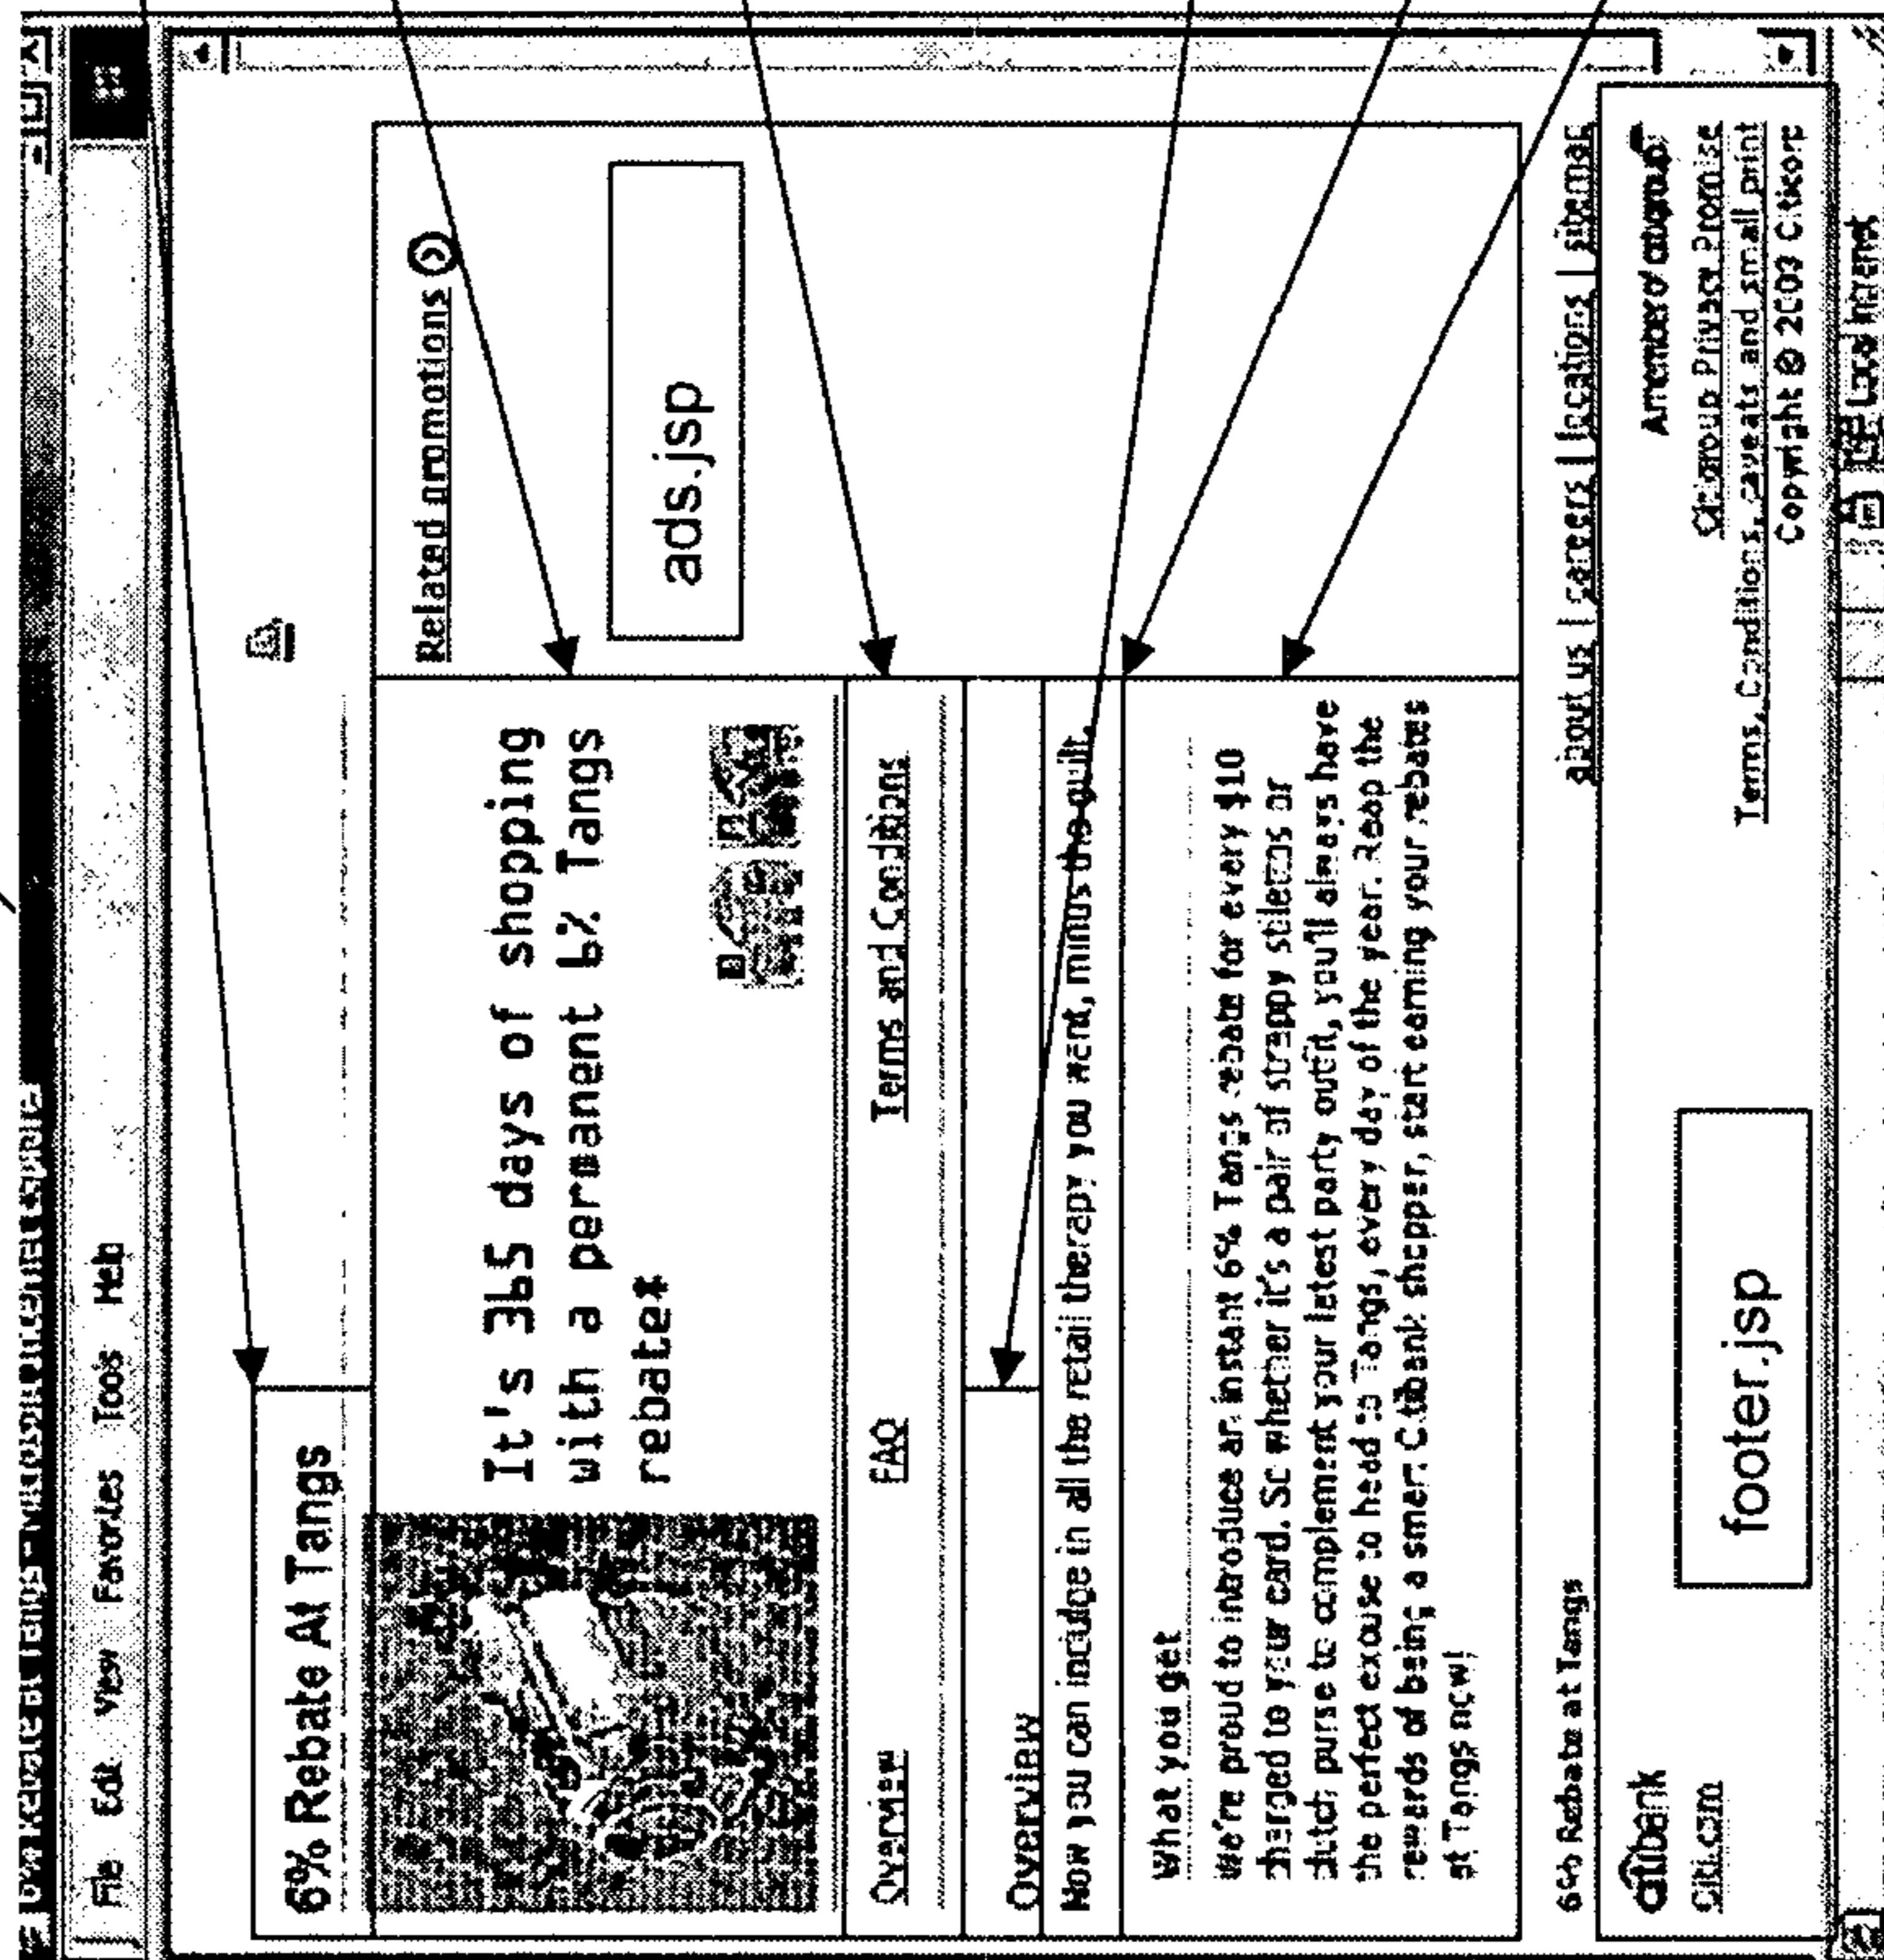 6% Rebate at Tangs - Microsoft Internet Explorer
File Edit View Favorites Tools Help
6% Rebate At Tangs
It's 365 days of shopping
with a permanent 6% Tangs
rebate*
Related promotions
ads.jsp
Overview FAQ Terms and Conditions
Overview
Now you can indulge in all the retail therapy you want, minus the guilt.
What you get
We're proud to introduce an instant 6% Tangs rebate for every $10
charged to your card. So whether it's a pair of strappy stilettos or
clutch purse to complement your latest party outfit, you'll always have
the perfect excuse to head to Tangs, every day of the year. Reap the
rewards of being a smart Citibank shopper, start earning your rebates
at Tangs now!
6% Rebate at Tangs
about us | careers | locations | sitemap
citibank
Citi.com
footer.jsp
A member of citigroup
Citigroup Privacy Promise
Terms, Conditions, caveats and small print
Copyright © 2003 Citicorp
Local intranet